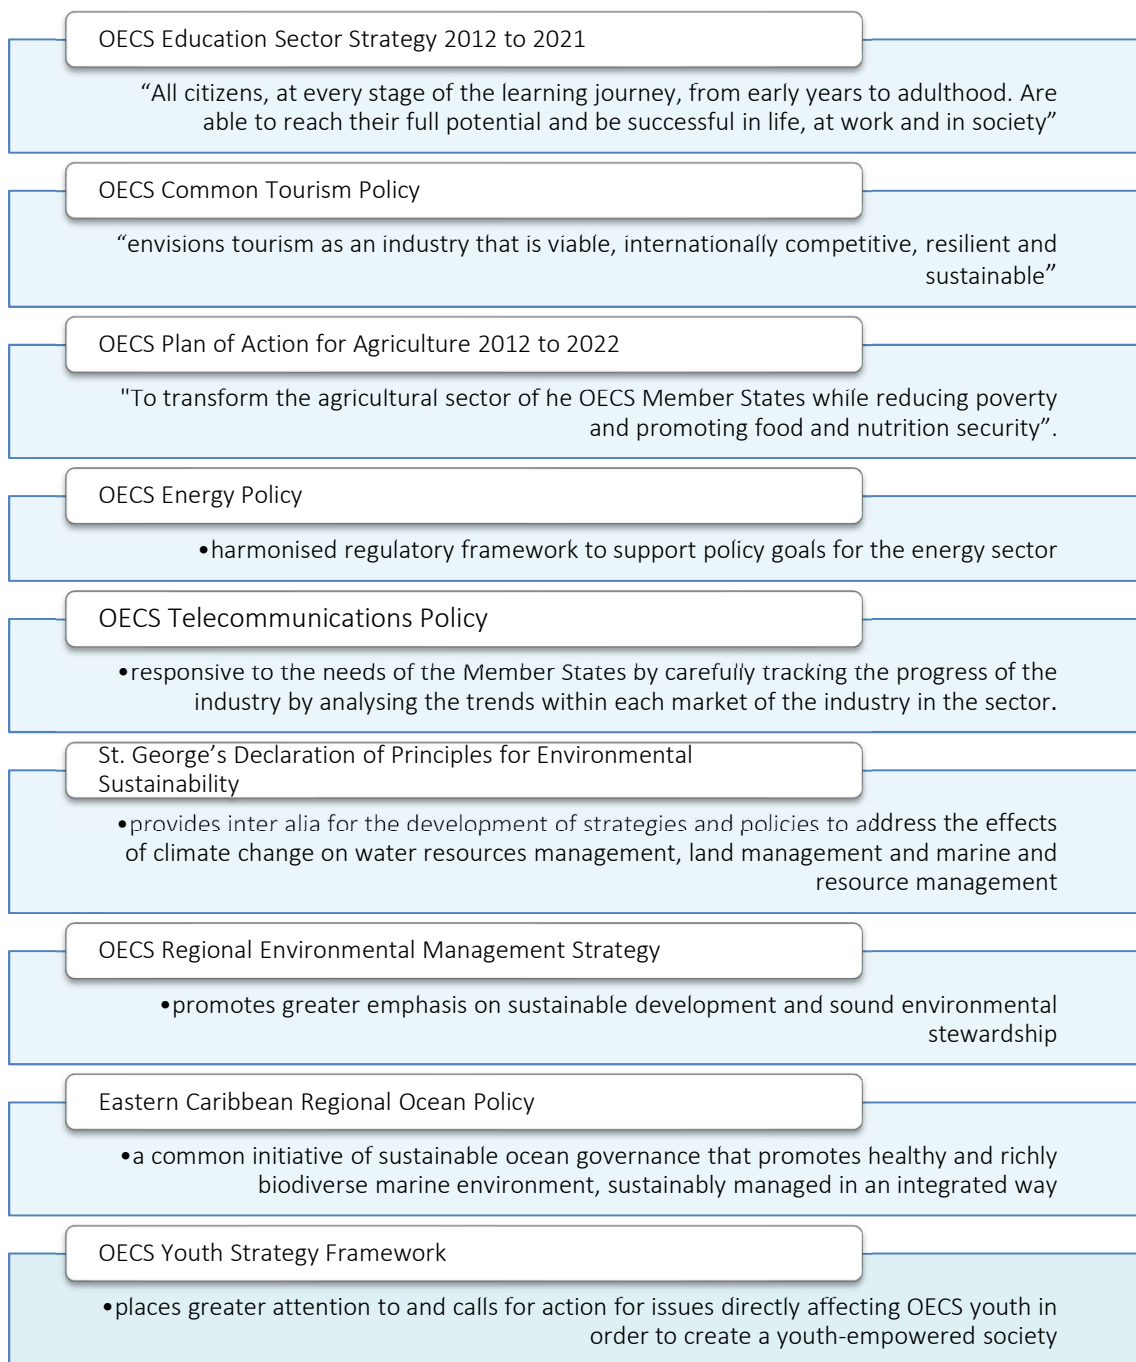 OECS Education Sector Strategy 2012 to 2021
“All citizens, at every stage of the learning journey, from early years to adulthood. Are
able to reach their full potential and be successful in life, at work and in society”
OECS Common Tourism Policy
“envisions tourism as an industry that is viable, internationally competitive, resilient and
sustainable”
OECS Plan of Action for Agriculture 2012 to 2022
"To transform the agricultural sector of he OECS Member States while reducing poverty
and promoting food and nutrition security”.
OECS Energy Policy
•harmonised regulatory framework to support policy goals for the energy sector
OECS Telecommunications Policy
•responsive to the needs of the Member States by carefully tracking the progress of the
industry by analysing the trends within each market of the industry in the sector.
St. George’s Declaration of Principles for Environmental
Sustainability
•provides inter alia for the development of strategies and policies to address the effects
of climate change on water resources management, land management and marine and
resource management
OECS Regional Environmental Management Strategy
•promotes greater emphasis on sustainable development and sound environmental
stewardship
Eastern Caribbean Regional Ocean Policy
•a common initiative of sustainable ocean governance that promotes healthy and richly
biodiverse marine environment, sustainably managed in an integrated way
OECS Youth Strategy Framework
•places greater attention to and calls for action for issues directly affecting OECS youth in
order to create a youth-empowered society